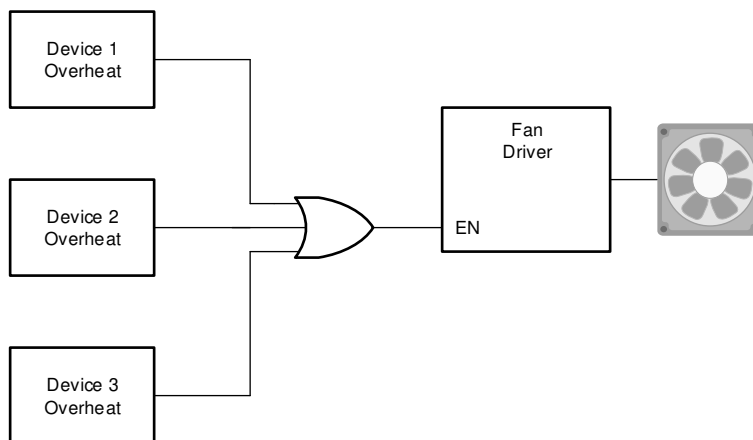 Device 1
Overheat
Device 2
Overheat
Device 3
Overheat
Fan
Driver
EN